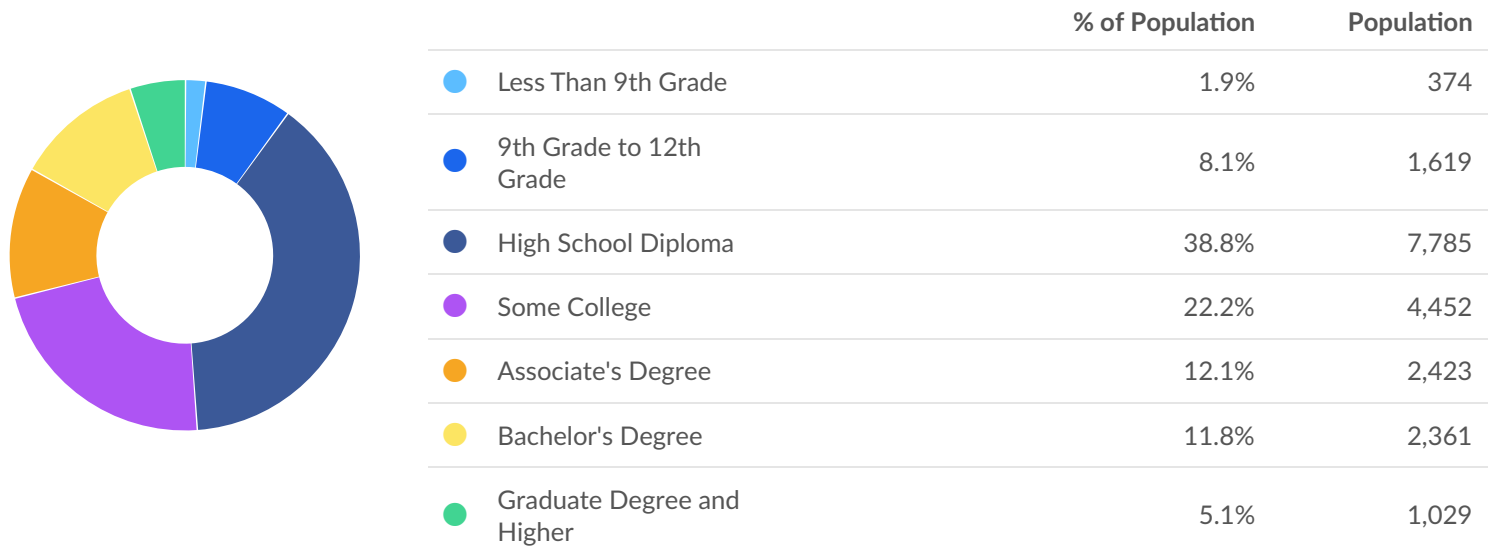 % of Population Population
Less Than 9th Grade 1.9% 374
9th Grade to 12th
Grade 8.1% 1,619
High School Diploma 38.8% 7,785
Some College 22.2% 4,452
Associate's Degree 12.1% 2,423
Bachelor's Degree 11.8% 2,361
Graduate Degree and
Higher 5.1% 1,029